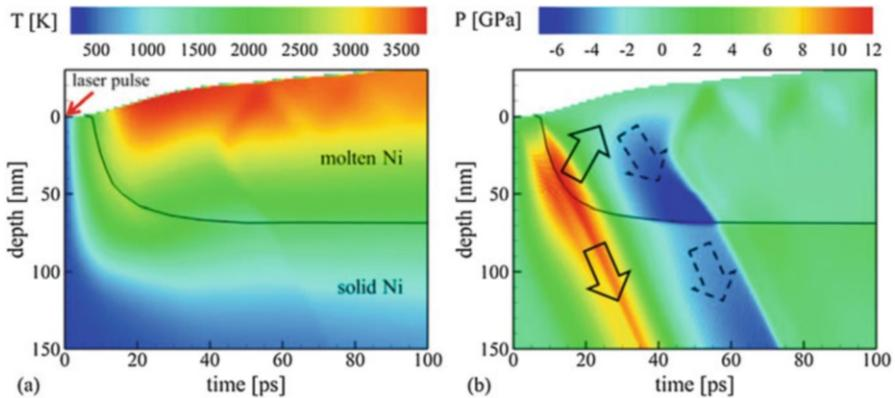 T [K]
500 1000 2000 2500 3000 3500
P [GPa]
-6 -4 -2 0 2 4 6 8 10 12
laser pulse
molten Ni
solid Ni
depth [nm]
0
50
100
150
0 20 40 60 80 100
(a) time [ps]
depth [nm]
0
50
100
150
0 20 40 60 80 100
(b) time [ps]